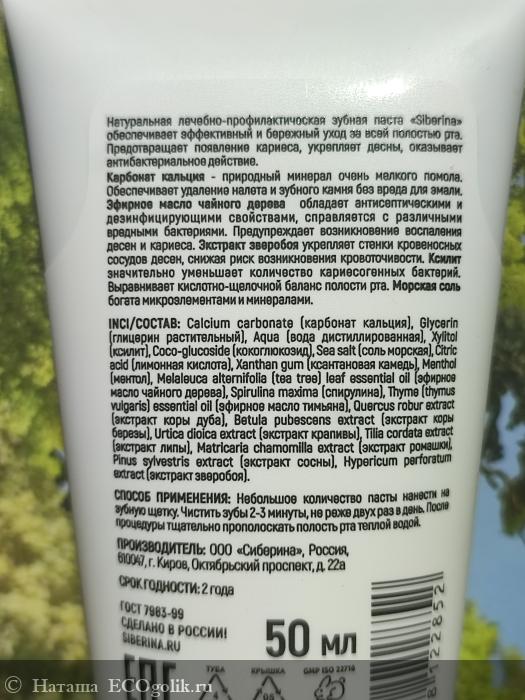 Натуральная лечебно-профилактическая зубная паста «Siberina»
обеспечивает эффективный и бережный уход за всей полостью рта.
Предотвращает появление кариеса, укрепляет десны, оказывает
антибактериальное действие.
Карбонат кальция - природный минерал очень мелкого помола.
Обеспечивает удаление налета и зубного камня без вреда для эмали.
Эфирное масло чайного дерева обладает антисептическими и
дезинфицирующими свойствами, справляется с различными
вредными бактериями. Предупреждает возникновение воспаления
десен и кариеса. Экстракт зверобоя укрепляет стенки кровеносных
сосудов десен, снижая риск возникновения кровоточивости. Ксилит
значительно уменьшает количество кариесогенных бактерий.
Выравнивает кислотно-щелочной баланс полости рта. Морская соль
богата микроэлементами и минералами.
INCI/СОСТАВ: Calcium carbonate (карбонат кальция), Glycerin
(глицерин растительный), Aqua (вода дистиллированная), Xylitol
(ксилит), Coco-glucoside (кокоглюкозид), Sea salt (соль морская), Citric
acid (лимонная кислота), Xanthan gum (ксантановая камедь), Menthol
(ментол), Melaleuca alternifolia (tea tree) leaf essential oil (эфирное
масло чайного дерева), Spirulina maxima (спирулина), Thyme (thymus
vulgaris) essential oil (эфирное масло тимьяна), Quercus robur extract
(экстракт коры дуба), Betula pubescens extract (экстракт коры
березы), Urtica dioica extract (экстракт крапивы), Tilia cordata extract
(экстракт липы), Matricaria chamomilla extract (экстракт ромашки),
Pinus sylvestris extract (экстракт сосны), Hypericum perforatum
extract (экстракт зверобоя).
СПОСОБ ПРИМЕНЕНИЯ: Небольшое количество пасты нанести на
зубную щетку. Чистить зубы 2-3 минуты, не реже двух раз в день. После
процедуры тщательно прополоскать полость рта теплой водой.
ПРОИЗВОДИТЕЛЬ: ООО «Сиберина», Россия,
610047, г. Киров, Октябрьский проспект, д. 22а
СРОК ГОДНОСТИ: 2 года
ГОСТ 7983-99
СДЕЛАНО В РОССИИ!
SIBERINA.RU
50 мл
ТУБА КРЫШКА GMP ISO 22716
EAC
122852
© Наташа ECOgolik.ru